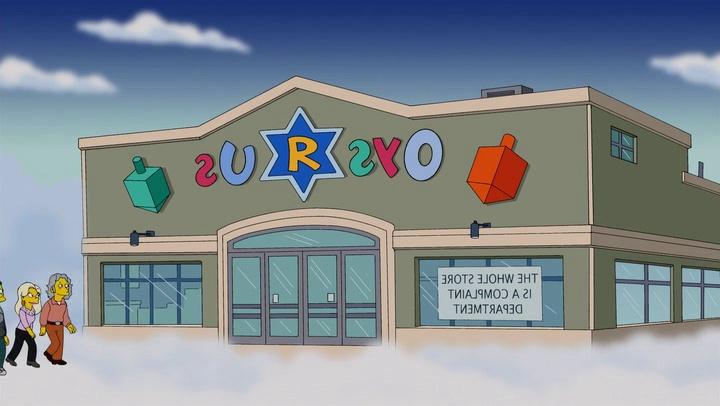 OYS R US
THE WHOLE STORE
IS A COMPLAINT
DEPARTMENT